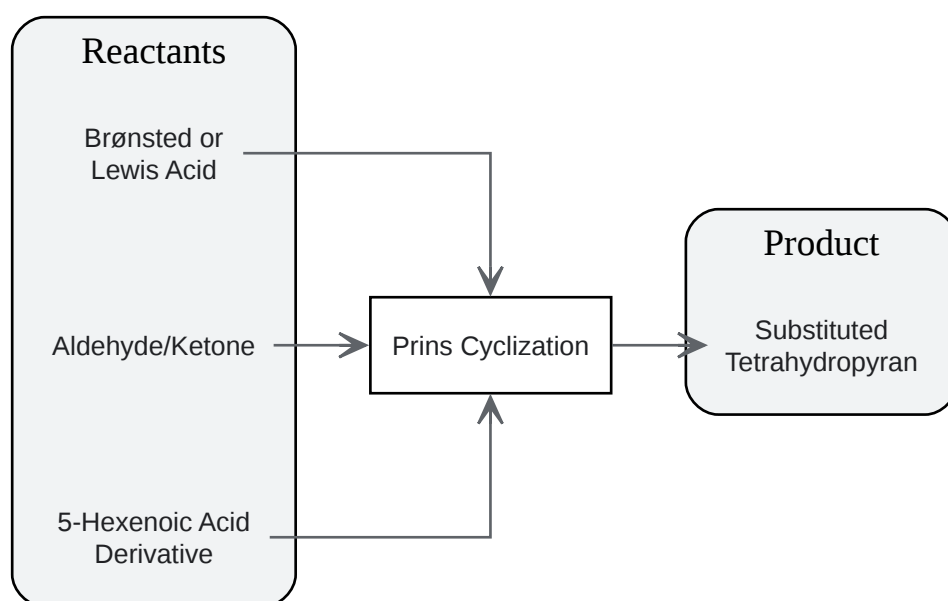 Reactants
Brønsted or
Lewis Acid
Aldehyde/Ketone
5-Hexenoic Acid
Derivative
Prins Cyclization
Product
Substituted
Tetrahydropyran